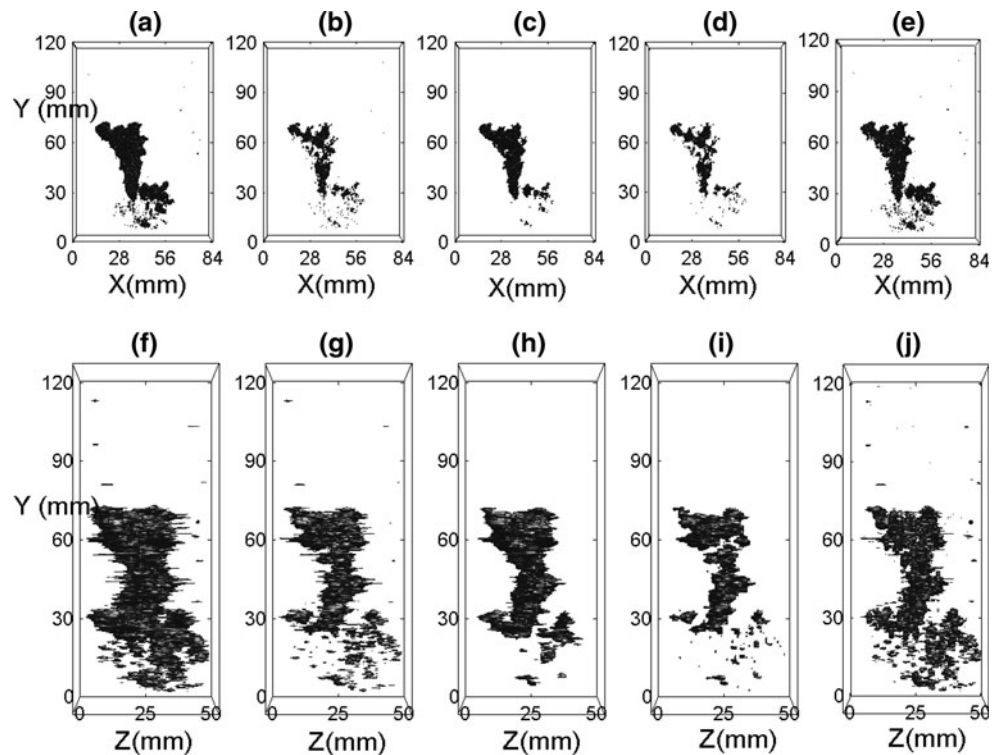 (a) (b) (c) (d) (e)
120 120 120 120 120
90 90 90 90 90
Y (mm)
60 60 60 60 60
30 30 30 30 30
0 0 0 0 0
0 28 56 84 0 28 56 84 0 28 56 84 0 28 56 84 0 28 56 84
X(mm) X(mm) X(mm) X(mm) X(mm)
(f) (g) (h) (i) (j)
120 120 120 120 120
90 90 90 90 90
Y (mm)
60 60 60 60 60
30 30 30 30 30
0 0 0 0 0
0 25 50 0 25 50 0 25 50 0 25 50 0 25 50
Z(mm) Z(mm) Z(mm) Z(mm) Z(mm)